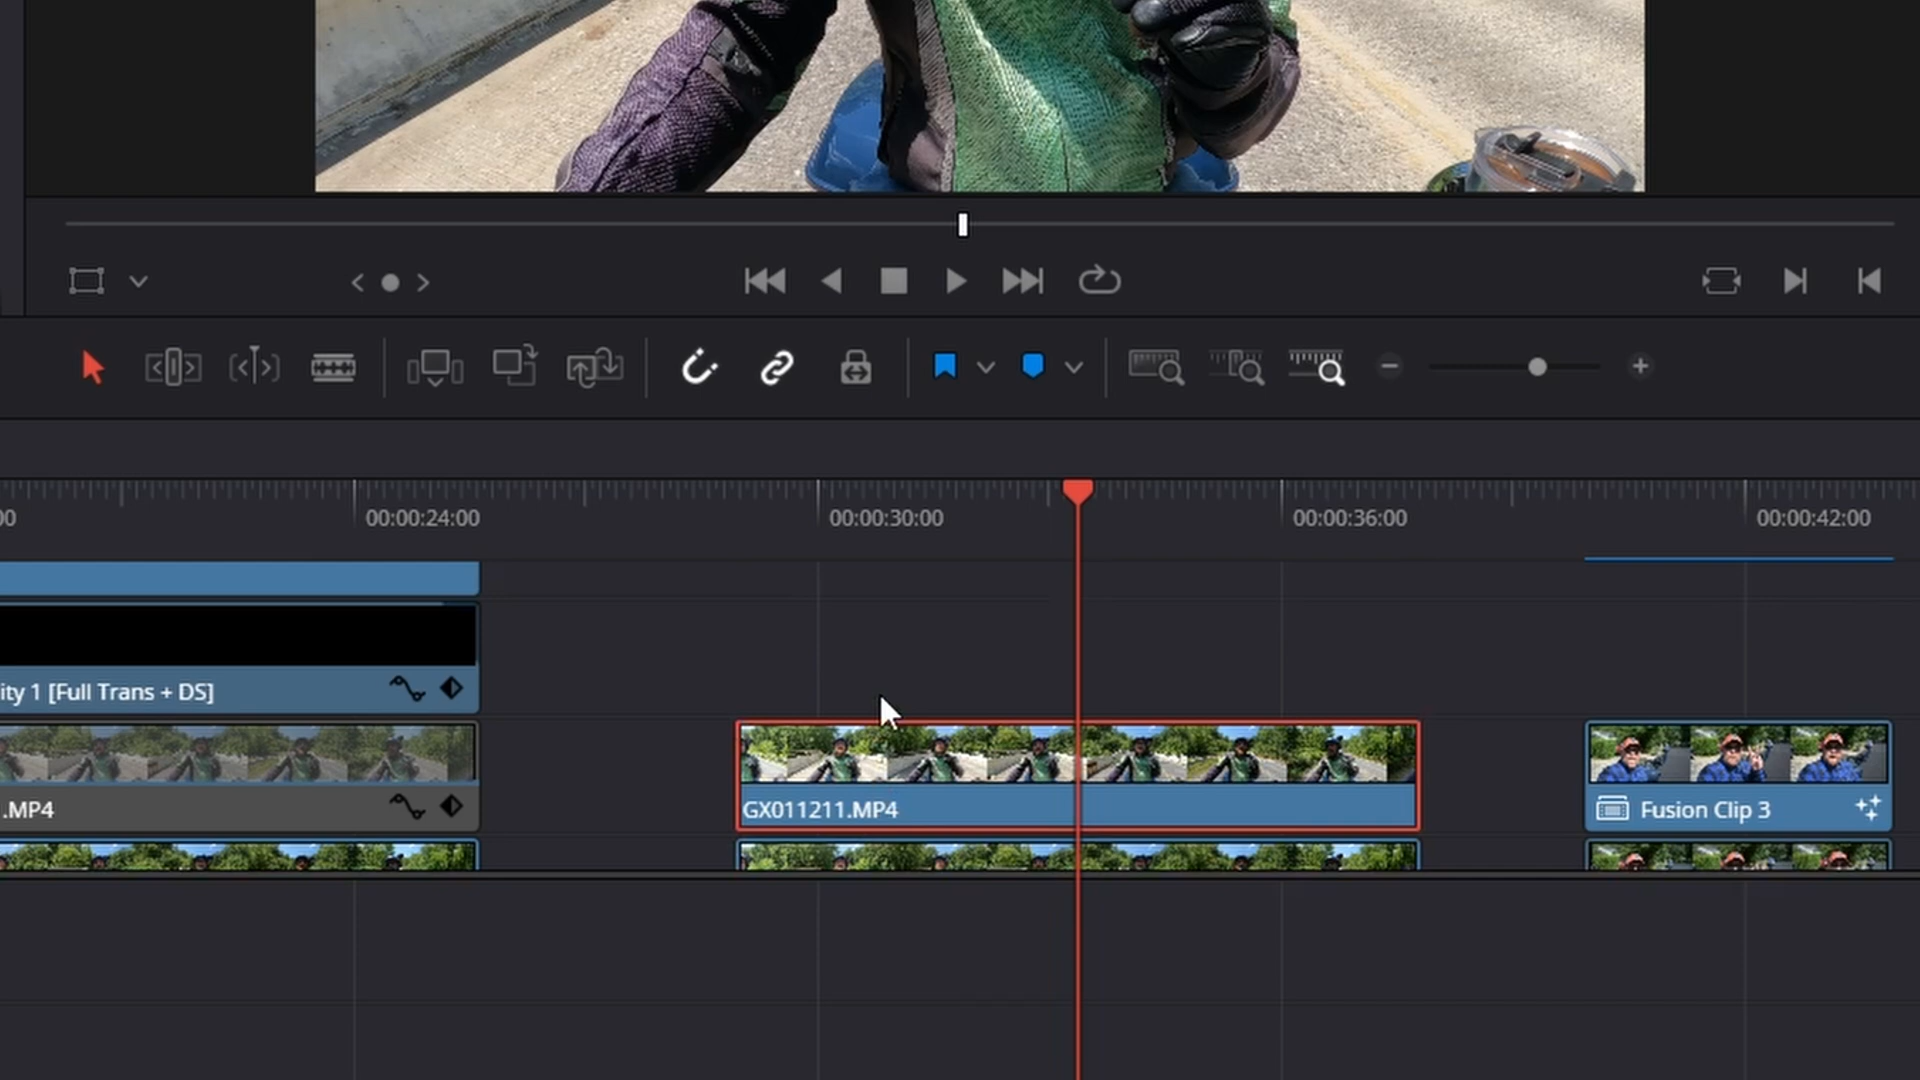 00
00:00:24:00
00:00:30:00
00:00:36:00
00:00:42:00
ity 1 [Full Trans + DS]
.MP4
GX011211.MP4
Fusion Clip 3